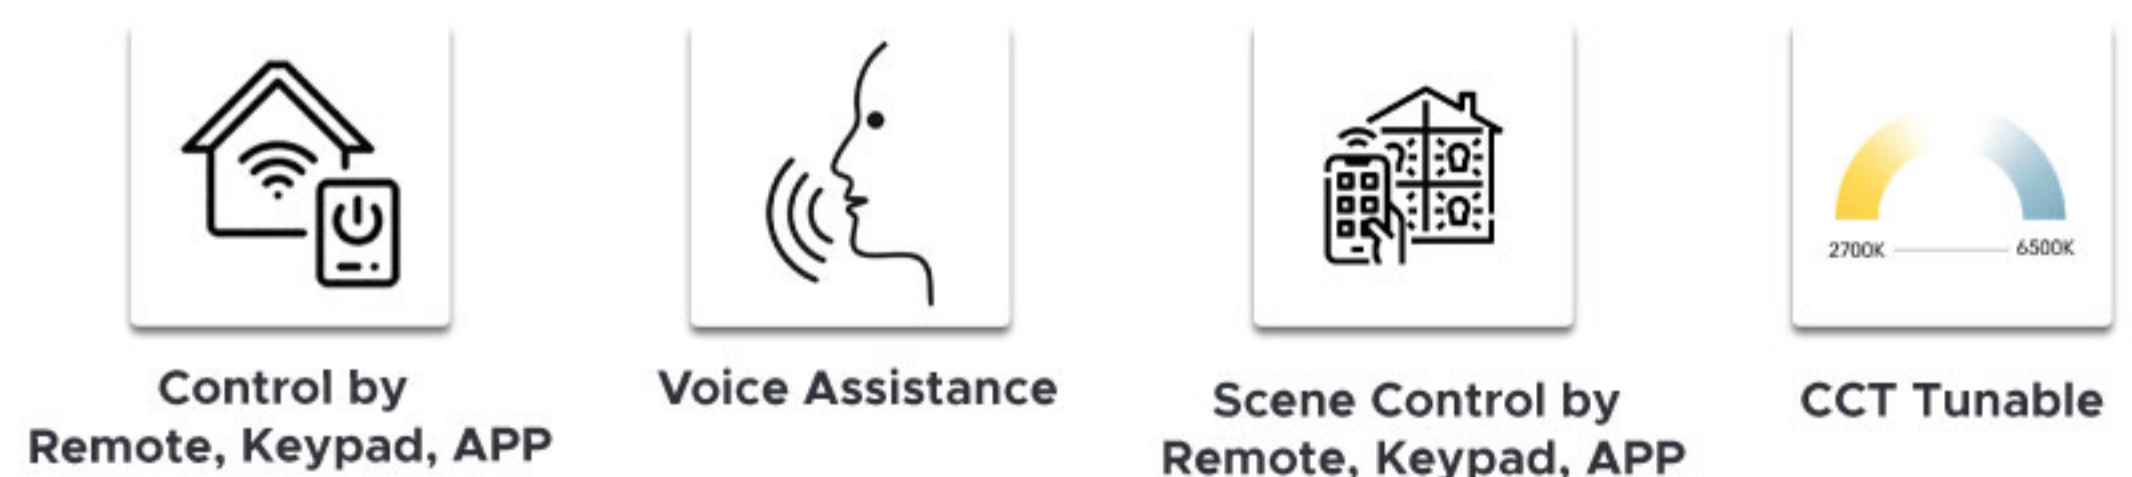 2700K
6500K
Control by
Remote, Keypad, APP
Voice Assistance
Scene Control by
Remote, Keypad, APP
CCT Tunable